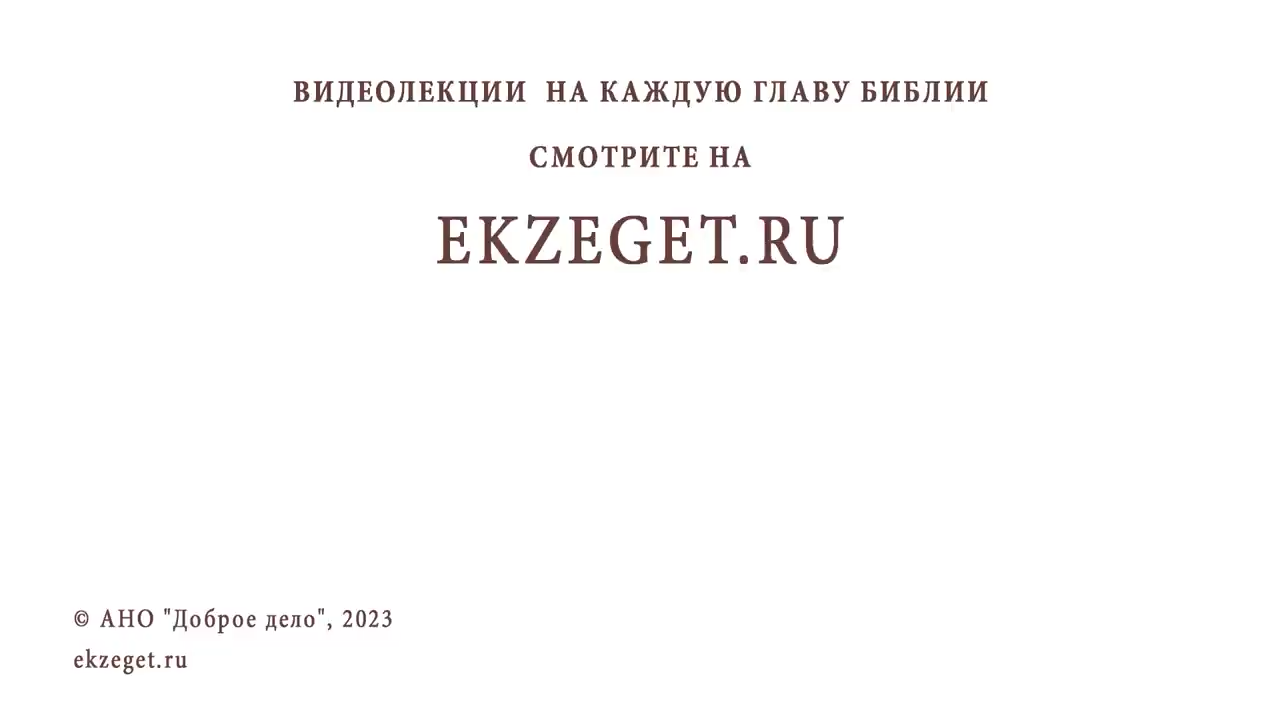 ВИДЕОЛЕКЦИИ НА КАЖДУЮ ГЛАВУ БИБЛИИ
СМОТРИТЕ НА
EKZEGET.RU
© АНО "Доброе дело", 2023
ekzeget.ru